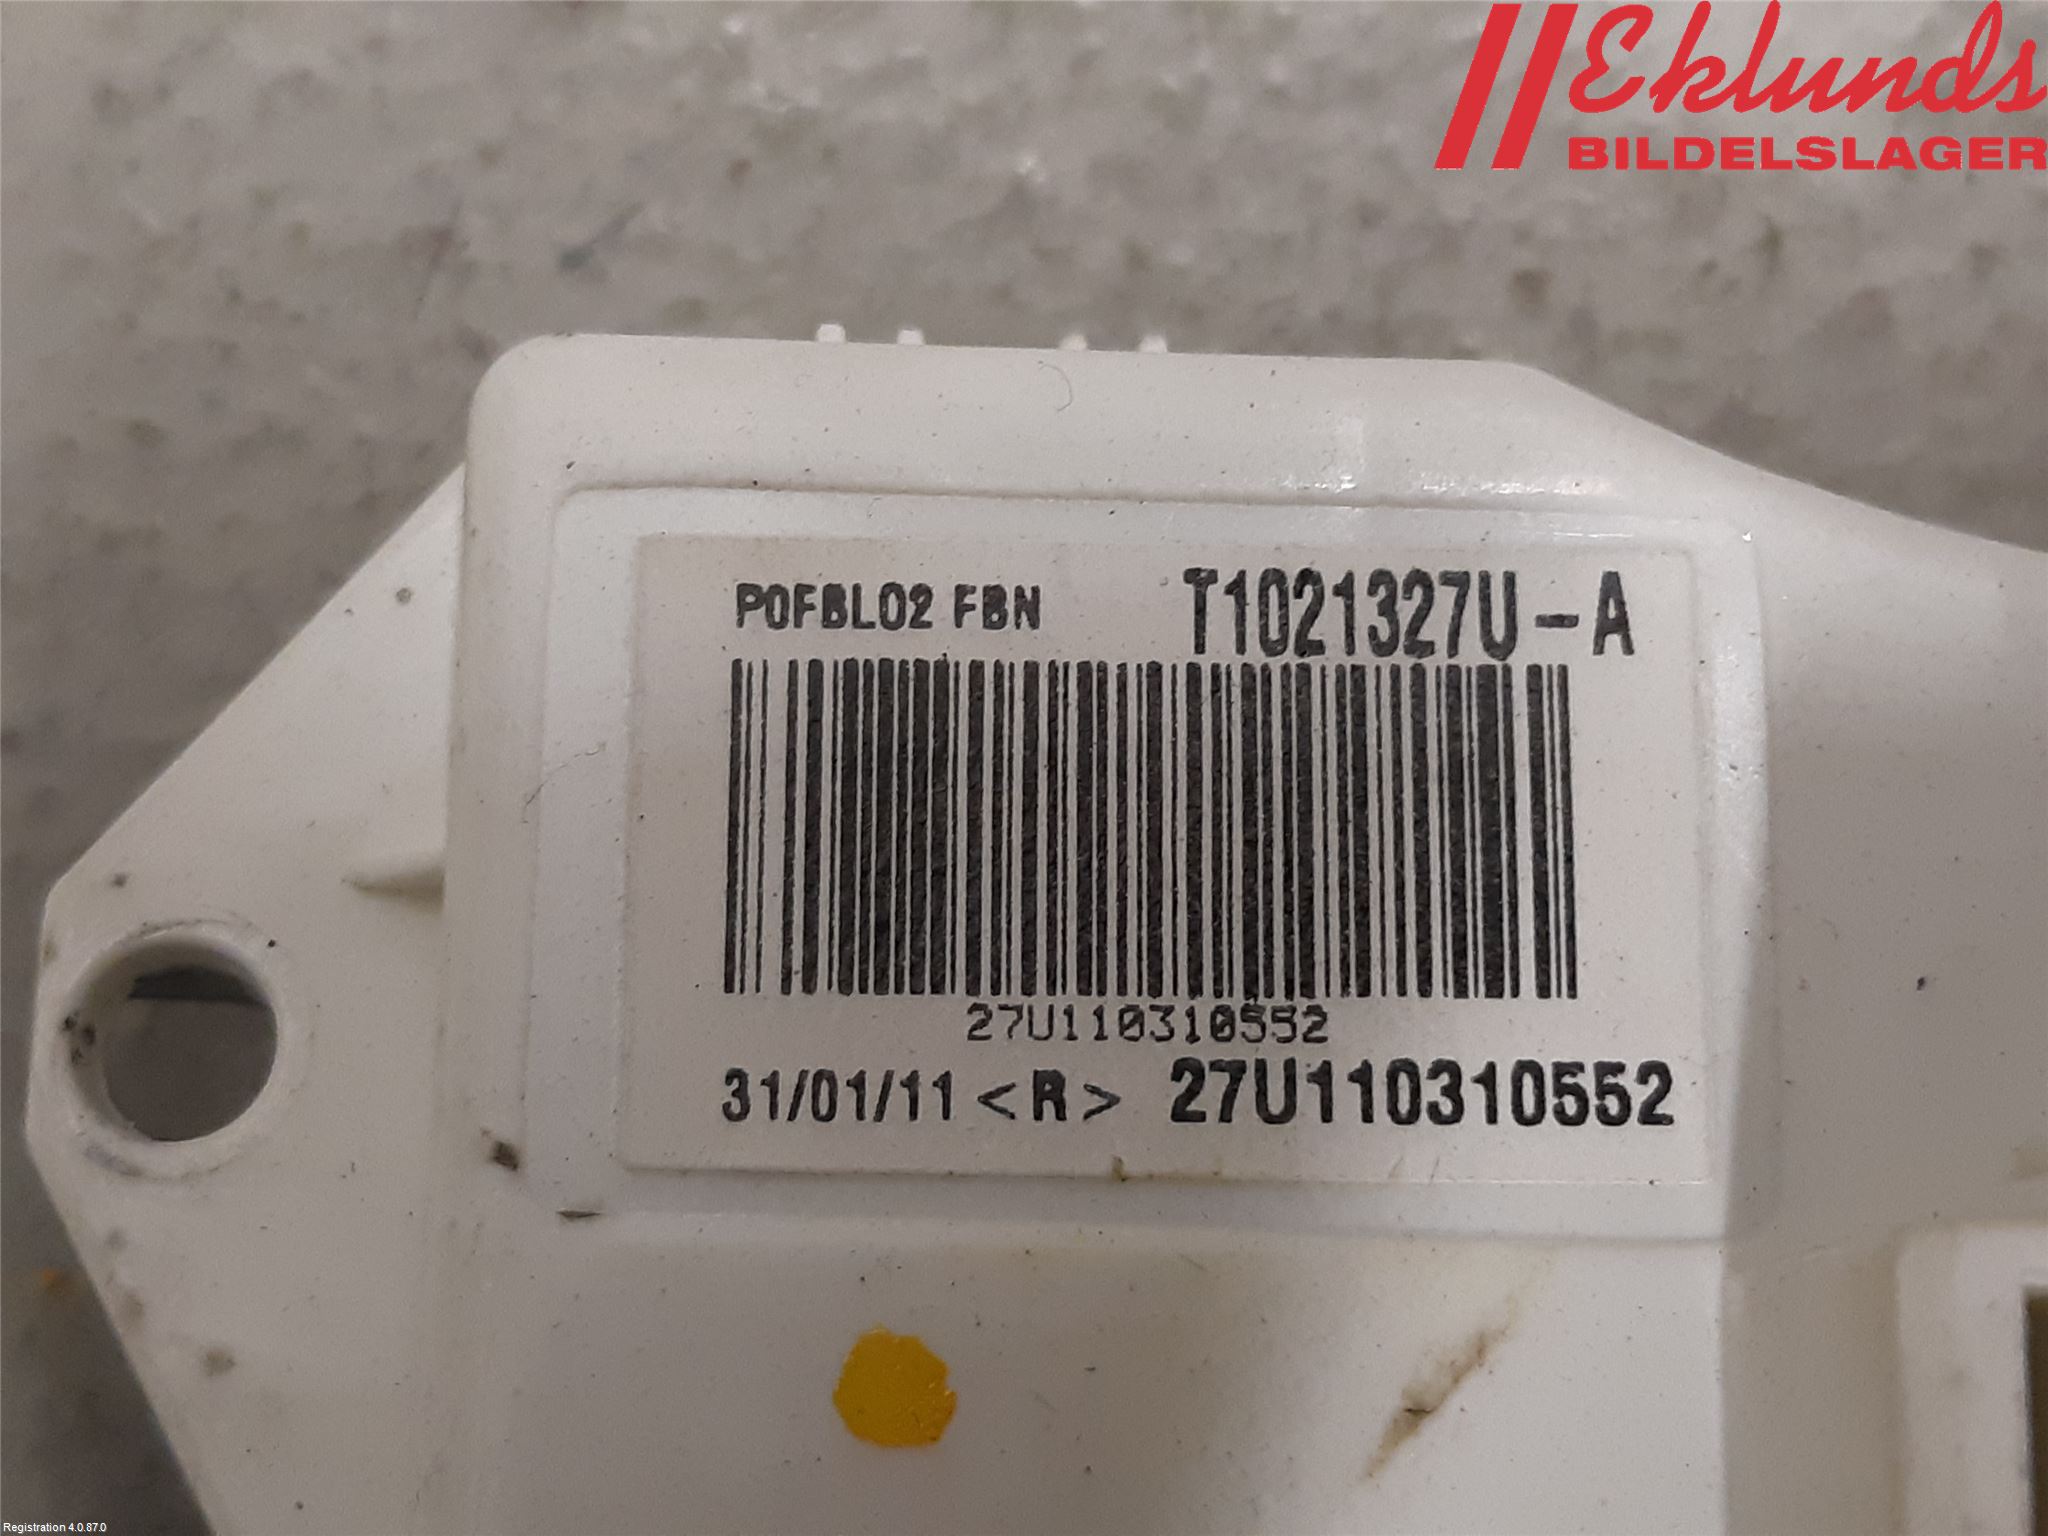 Eklunds
BILDELSLAGER
P0FBL02 FBN T1021327U-A
27U110310552
31/01/11 <R> 27U110310552
Registration 4.0.87.0